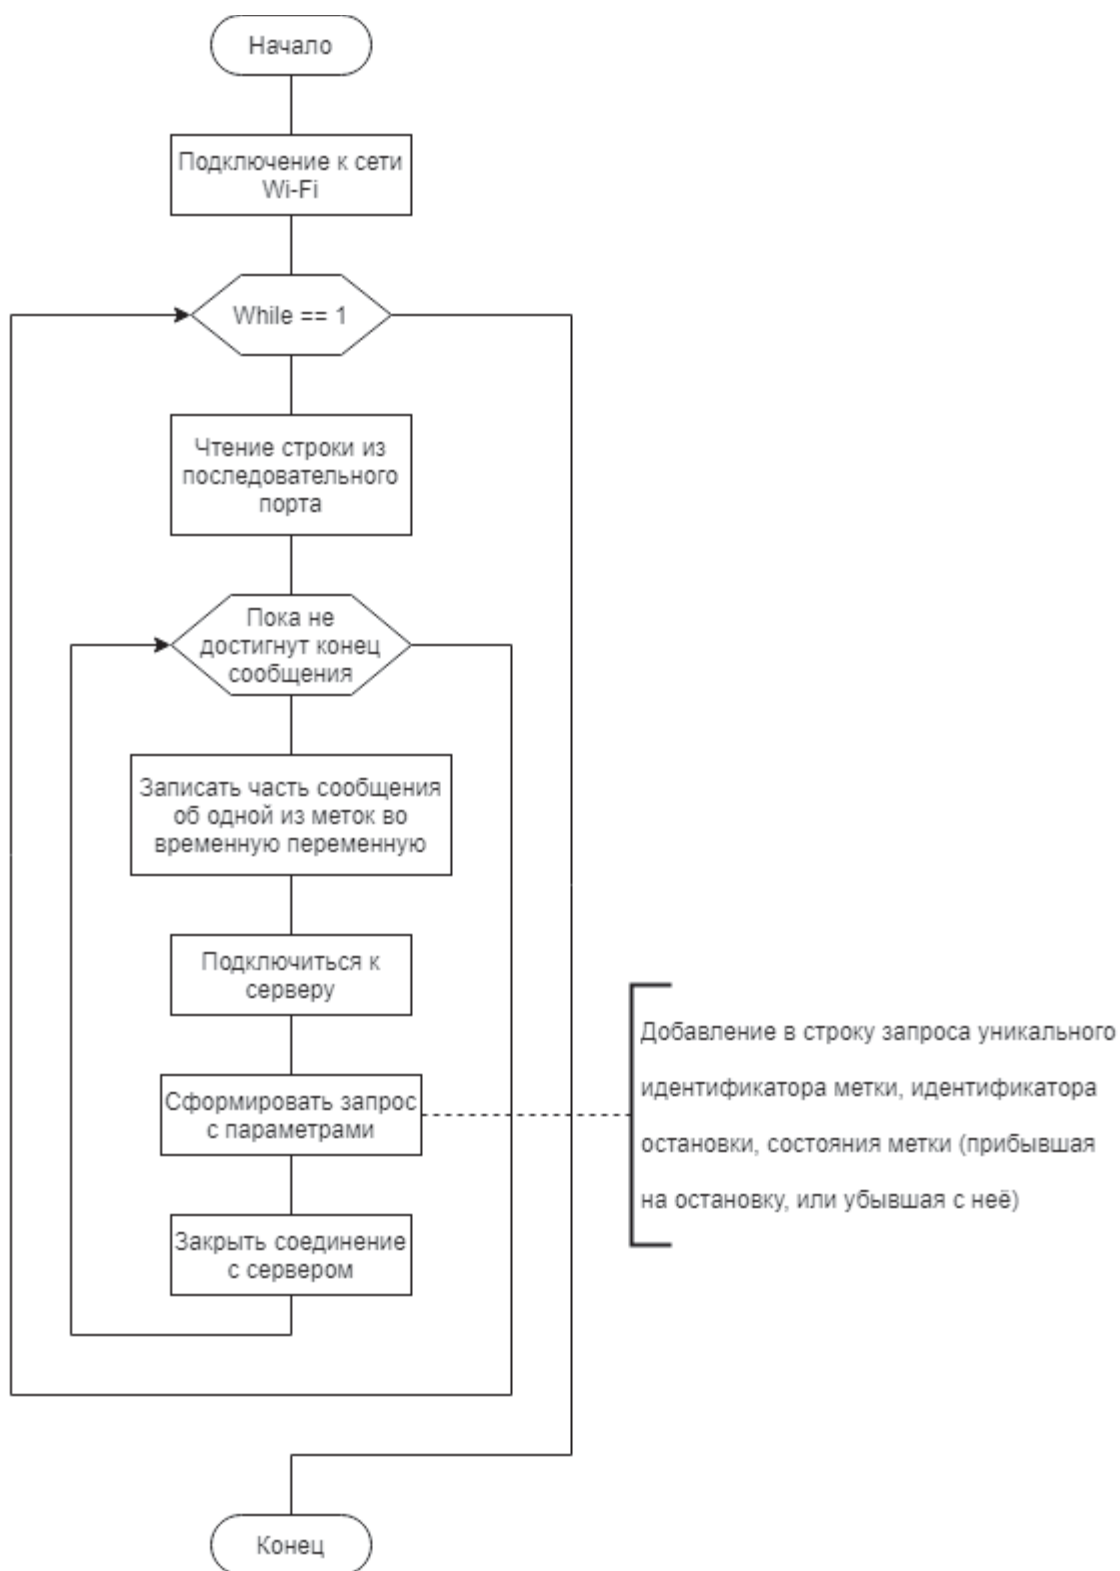 Начало
Подключение к сети
Wi-Fi
While == 1
Чтение строки из
последовательного
порта
Пока не
достигнут конец
сообщения
Записать часть сообщения
об одной из меток во
временную переменную
Подключиться к
серверу
Сформировать запрос
с параметрами
Добавление в строку запроса уникального
идентификатора метки, идентификатора
остановки, состояния метки (прибывшая
на остановку, или убывшая с неё)
Закрыть соединение
с сервером
Конец